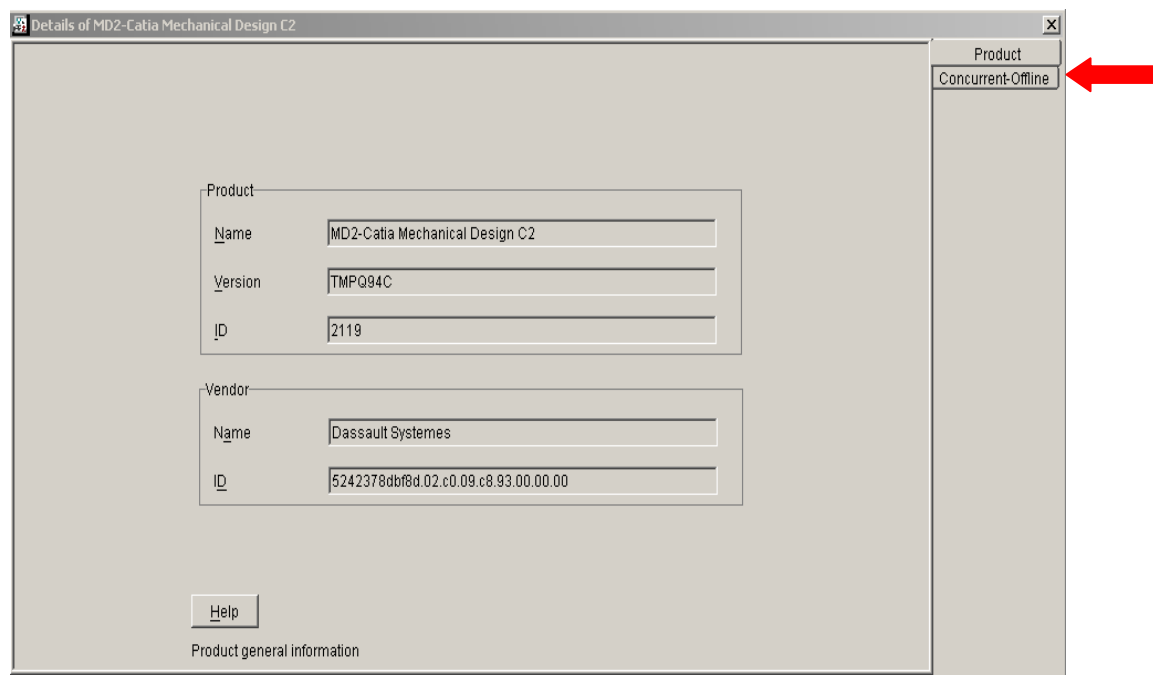 Details of MD2-Catia Mechanical Design C2
Product
Concurrent-Offline
Product
Name MD2-Catia Mechanical Design C2
Version TMPQ94C
ID 2119
Vendor
Name Dassault Systemes
ID 5242378dbf8d.02.c0.09.c8.93.00.00.00
Help
Product general information